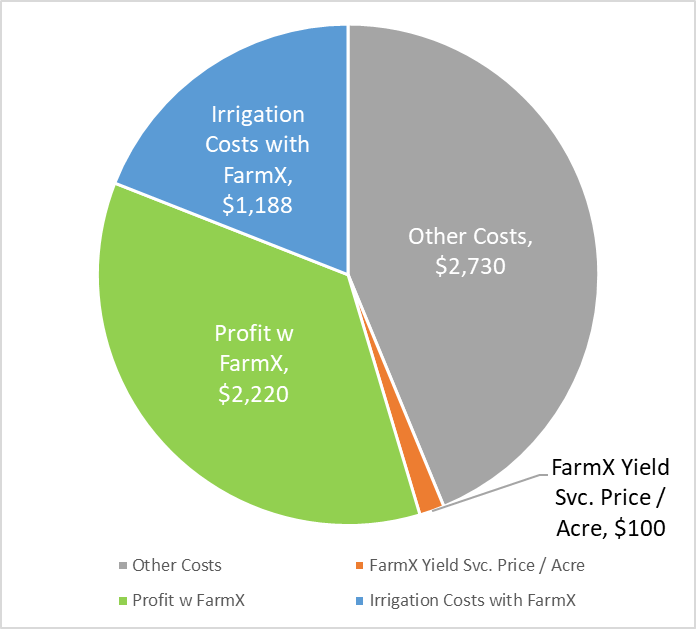 Irrigation
Costs with
FarmX,
$1,188
Other Costs,
$2,730
Profit w
FarmX,
$2,220
FarmX Yield
Svc. Price /
Acre, $100
Other Costs
FarmX Yield Svc. Price / Acre
Profit w FarmX
Irrigation Costs with FarmX